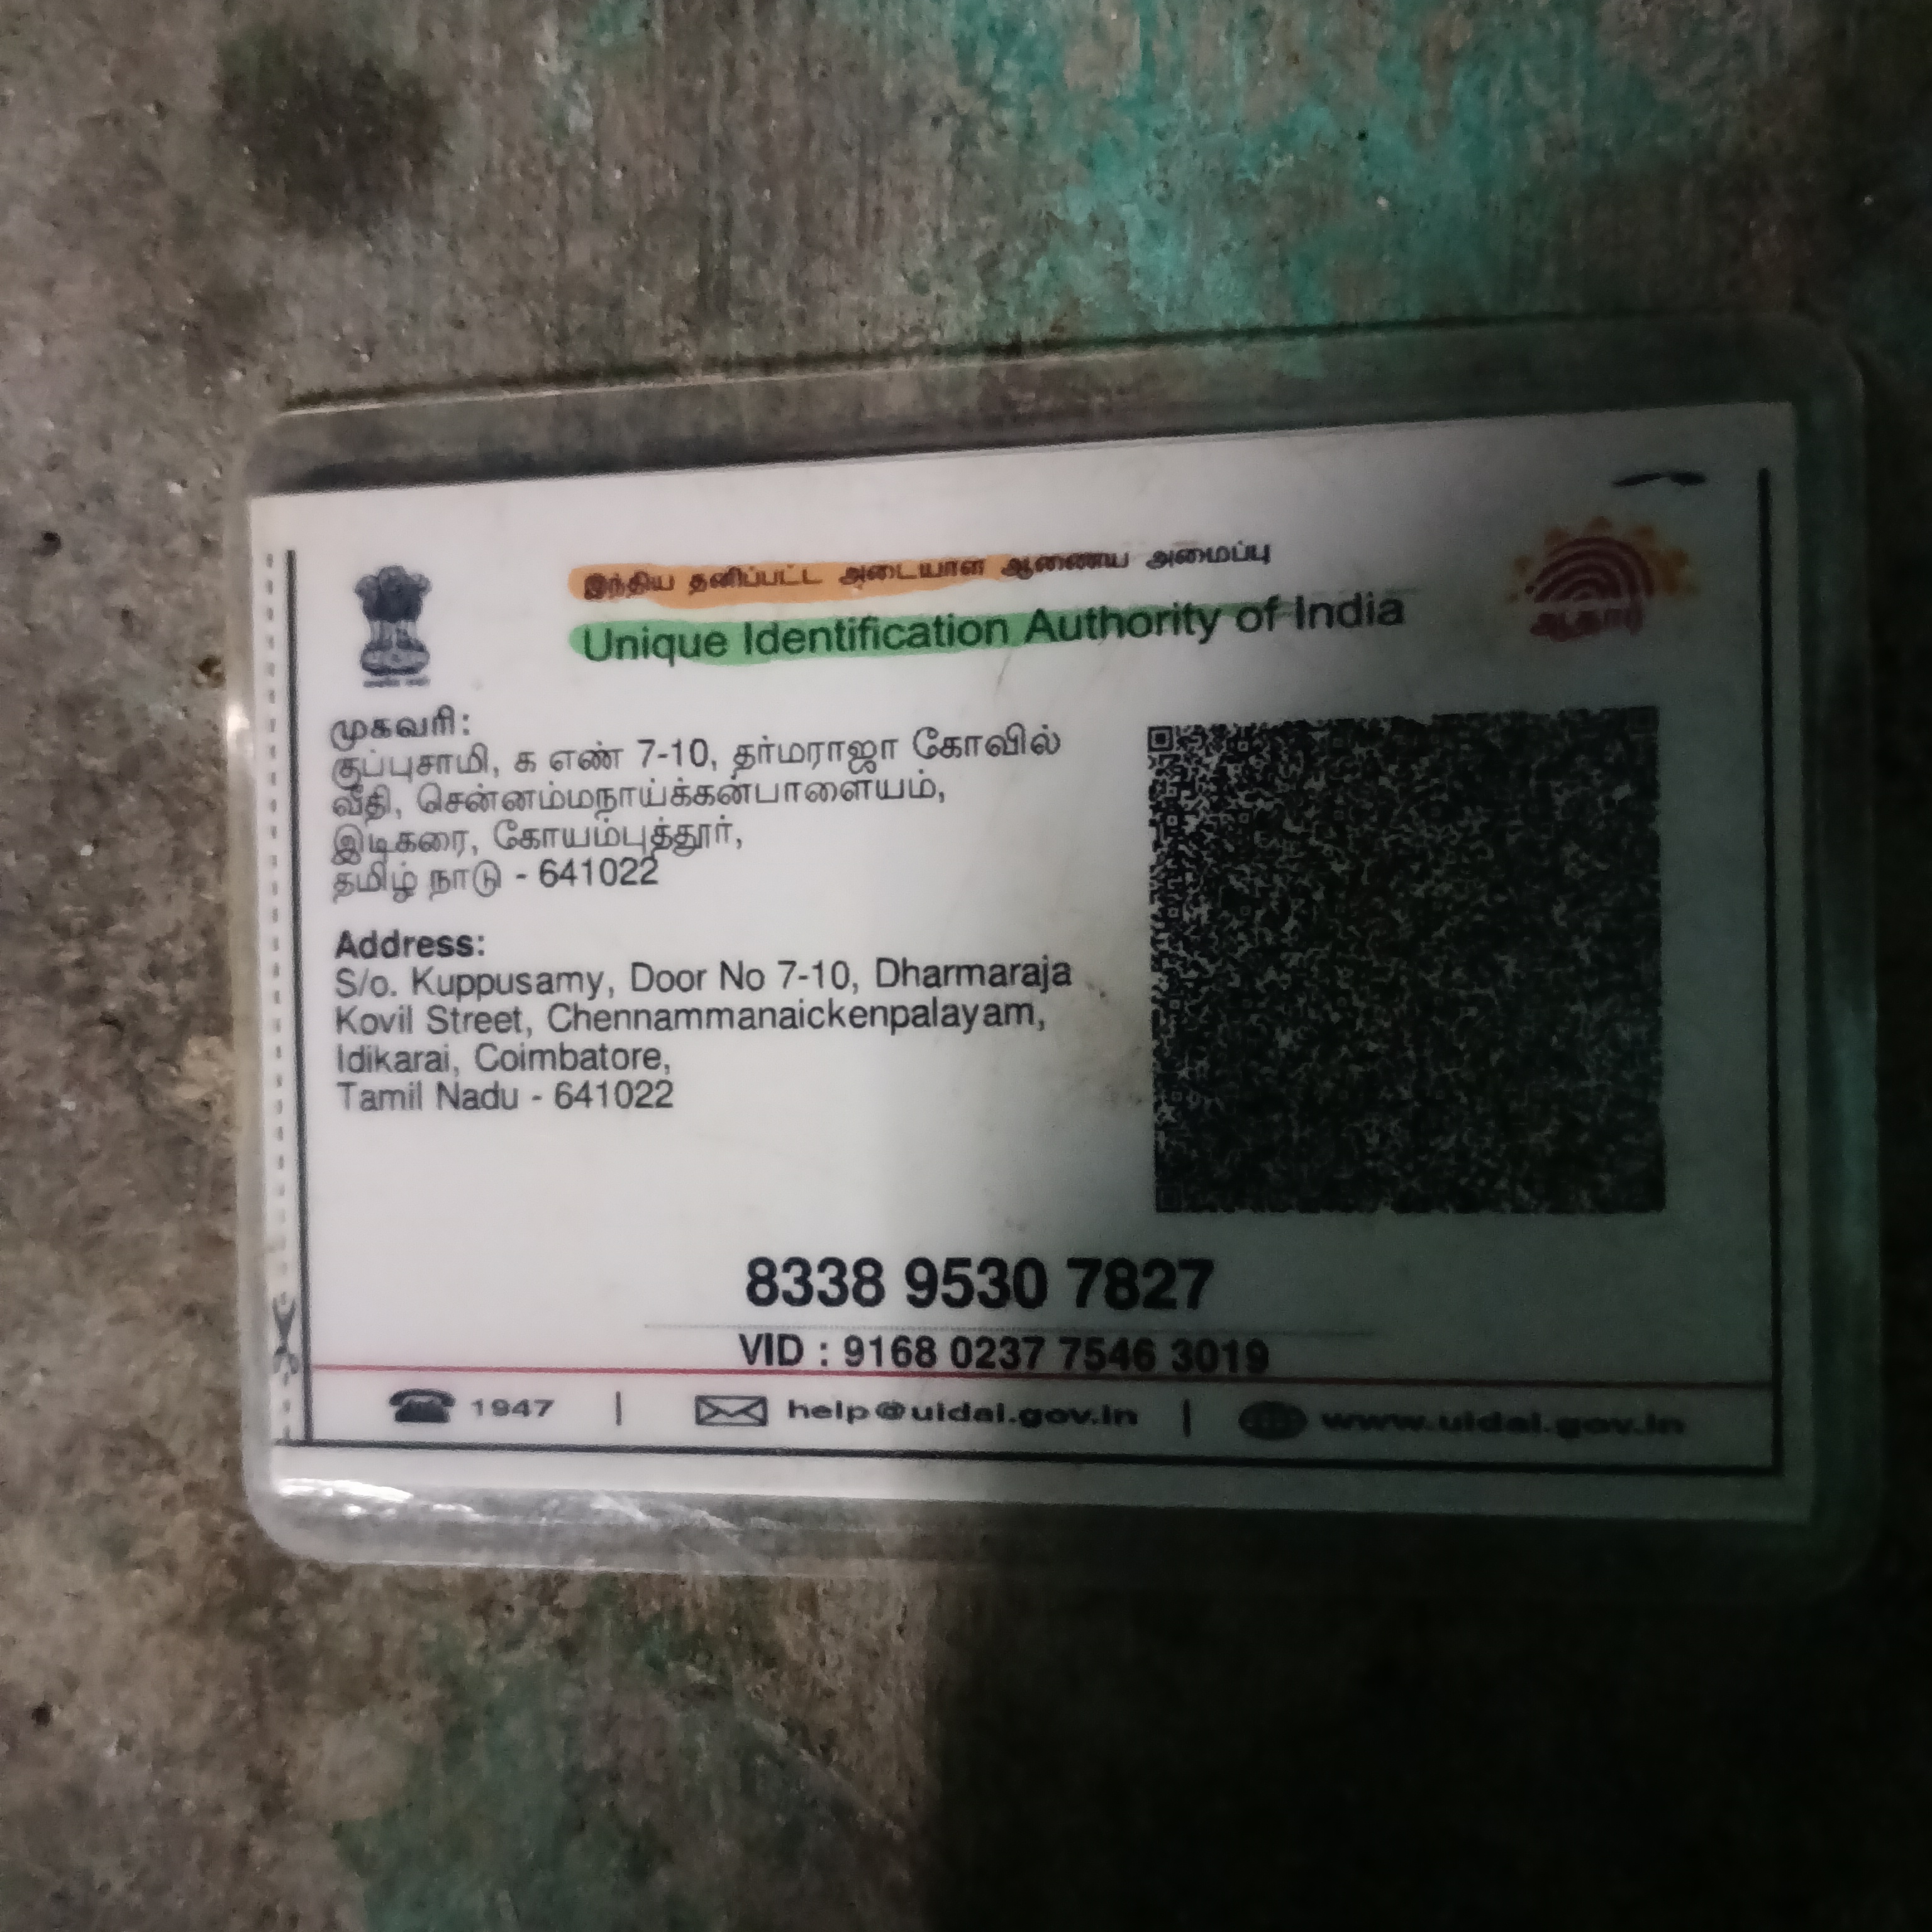 இந்திய தனிப்பட்ட அடையாள ஆணைய அமைப்பு
Unique Identification Authority of India
ஆதார்
முகவரி:
குப்புசாமி, க எண் 7-10, தர்மராஜா கோவில்
வீதி, சென்னம்மநாய்க்கன்பாளையம்,
இடிகரை, கோயம்புத்தூர்,
தமிழ் நாடு - 641022
Address:
S/o. Kuppusamy, Door No 7-10, Dharmaraja
Kovil Street, Chennammanaickenpalayam,
Idikarai, Coimbatore,
Tamil Nadu - 641022
8338 9530 7827
VID : 9168 0237 7546 3019
1947 | help@uidai.gov.in | www.uidai.gov.in